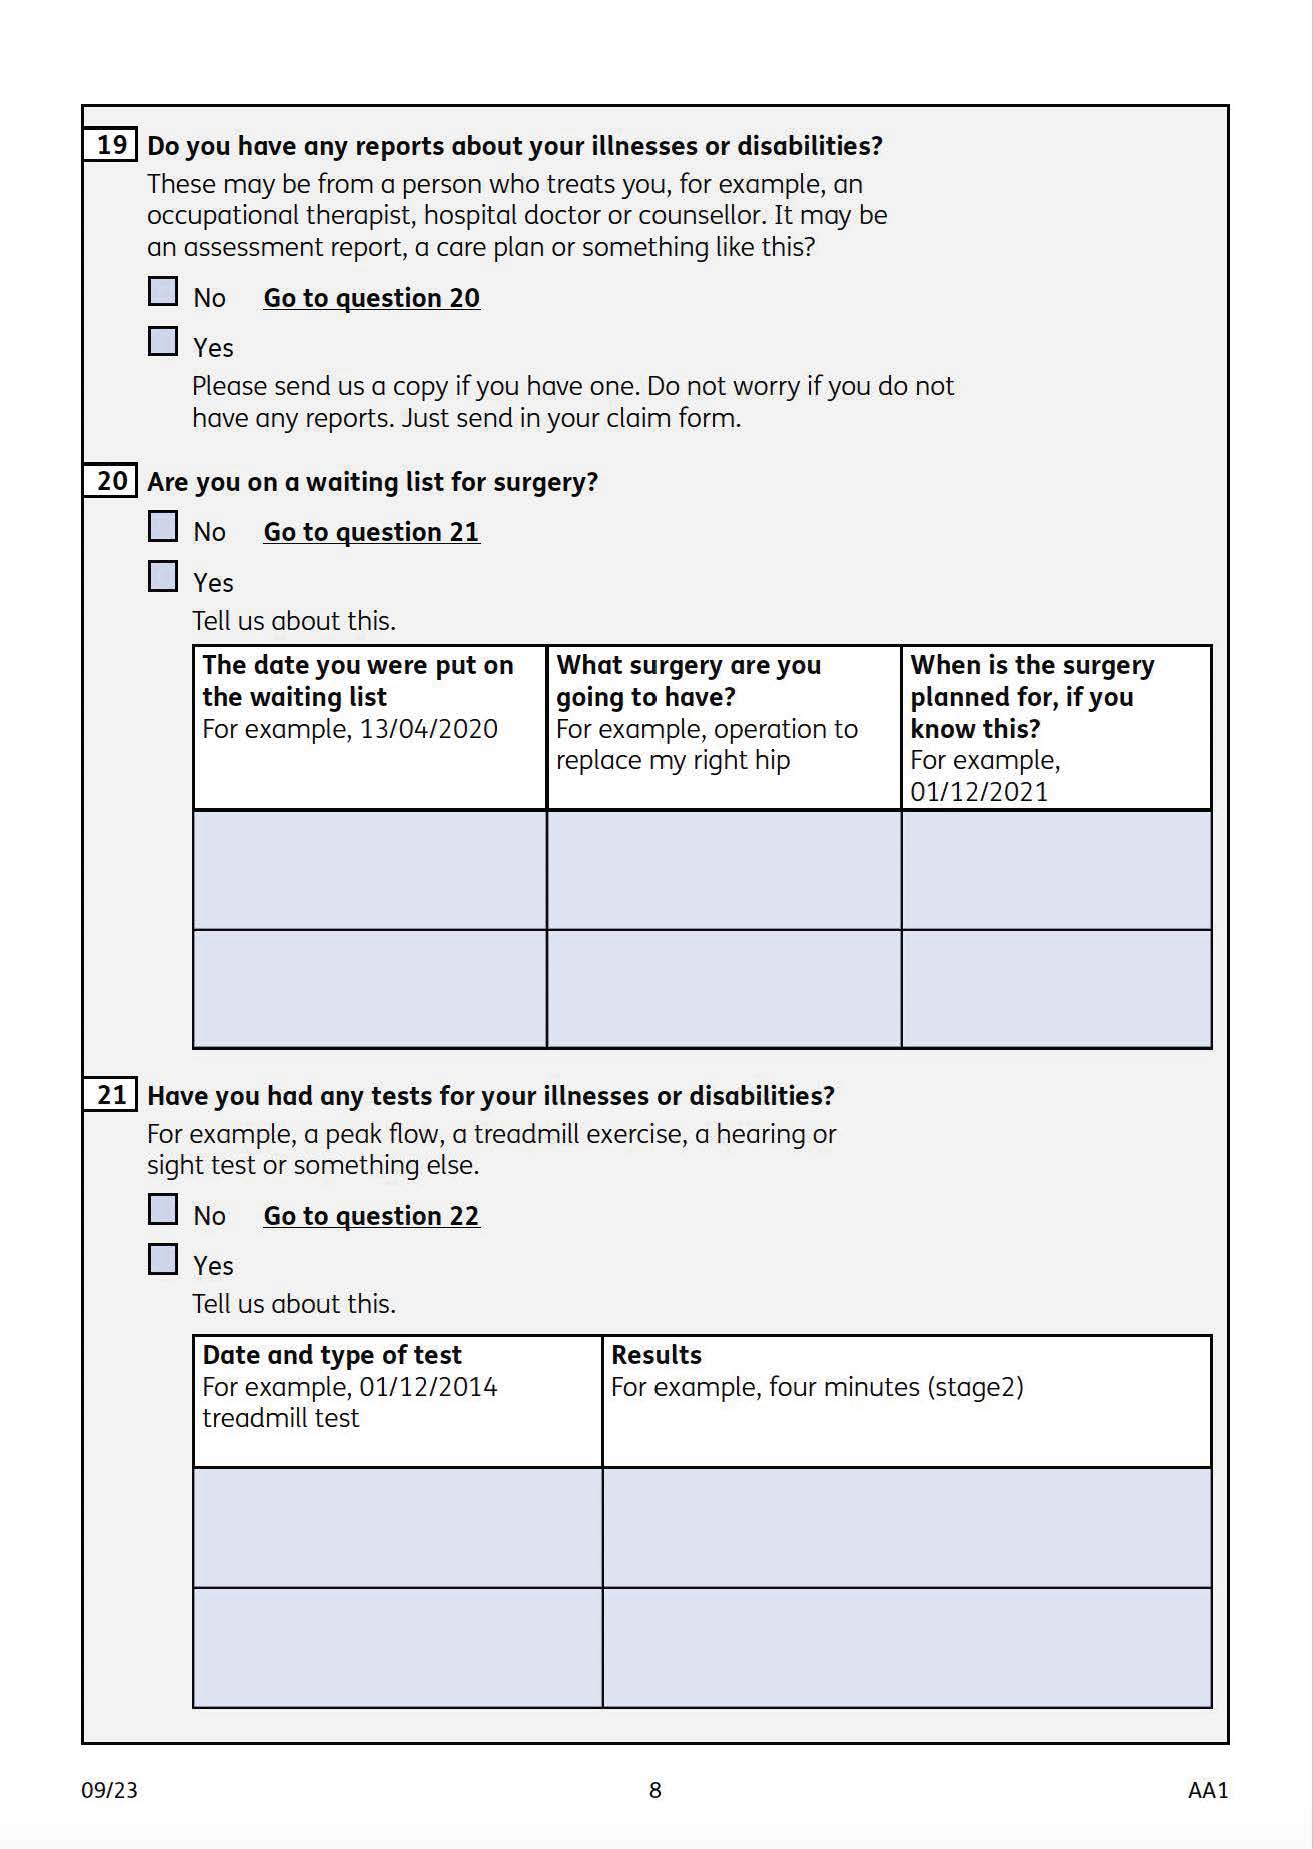 19 Do you have any reports about your illnesses or disabilities?
These may be from a person who treats you, for example, an
occupational therapist, hospital doctor or counsellor. It may be
an assessment report, a care plan or something like this?
No Go to question 20
Yes
Please send us a copy if you have one. Do not worry if you do not
have any reports. Just send in your claim form.
20 Are you on a waiting list for surgery?
No Go to question 21
Yes
Tell us about this.
The date you were put on
the waiting list
For example, 13/04/2020
What surgery are you
going to have?
For example, operation to
replace my right hip
When is the surgery
planned for, if you
know this?
For example,
01/12/2021
21 Have you had any tests for your illnesses or disabilities?
For example, a peak flow, a treadmill exercise, a hearing or
sight test or something else.
No Go to question 22
Yes
Tell us about this.
Date and type of test
For example, 01/12/2014
treadmill test
Results
For example, four minutes (stage2)
09/23 8 AA1